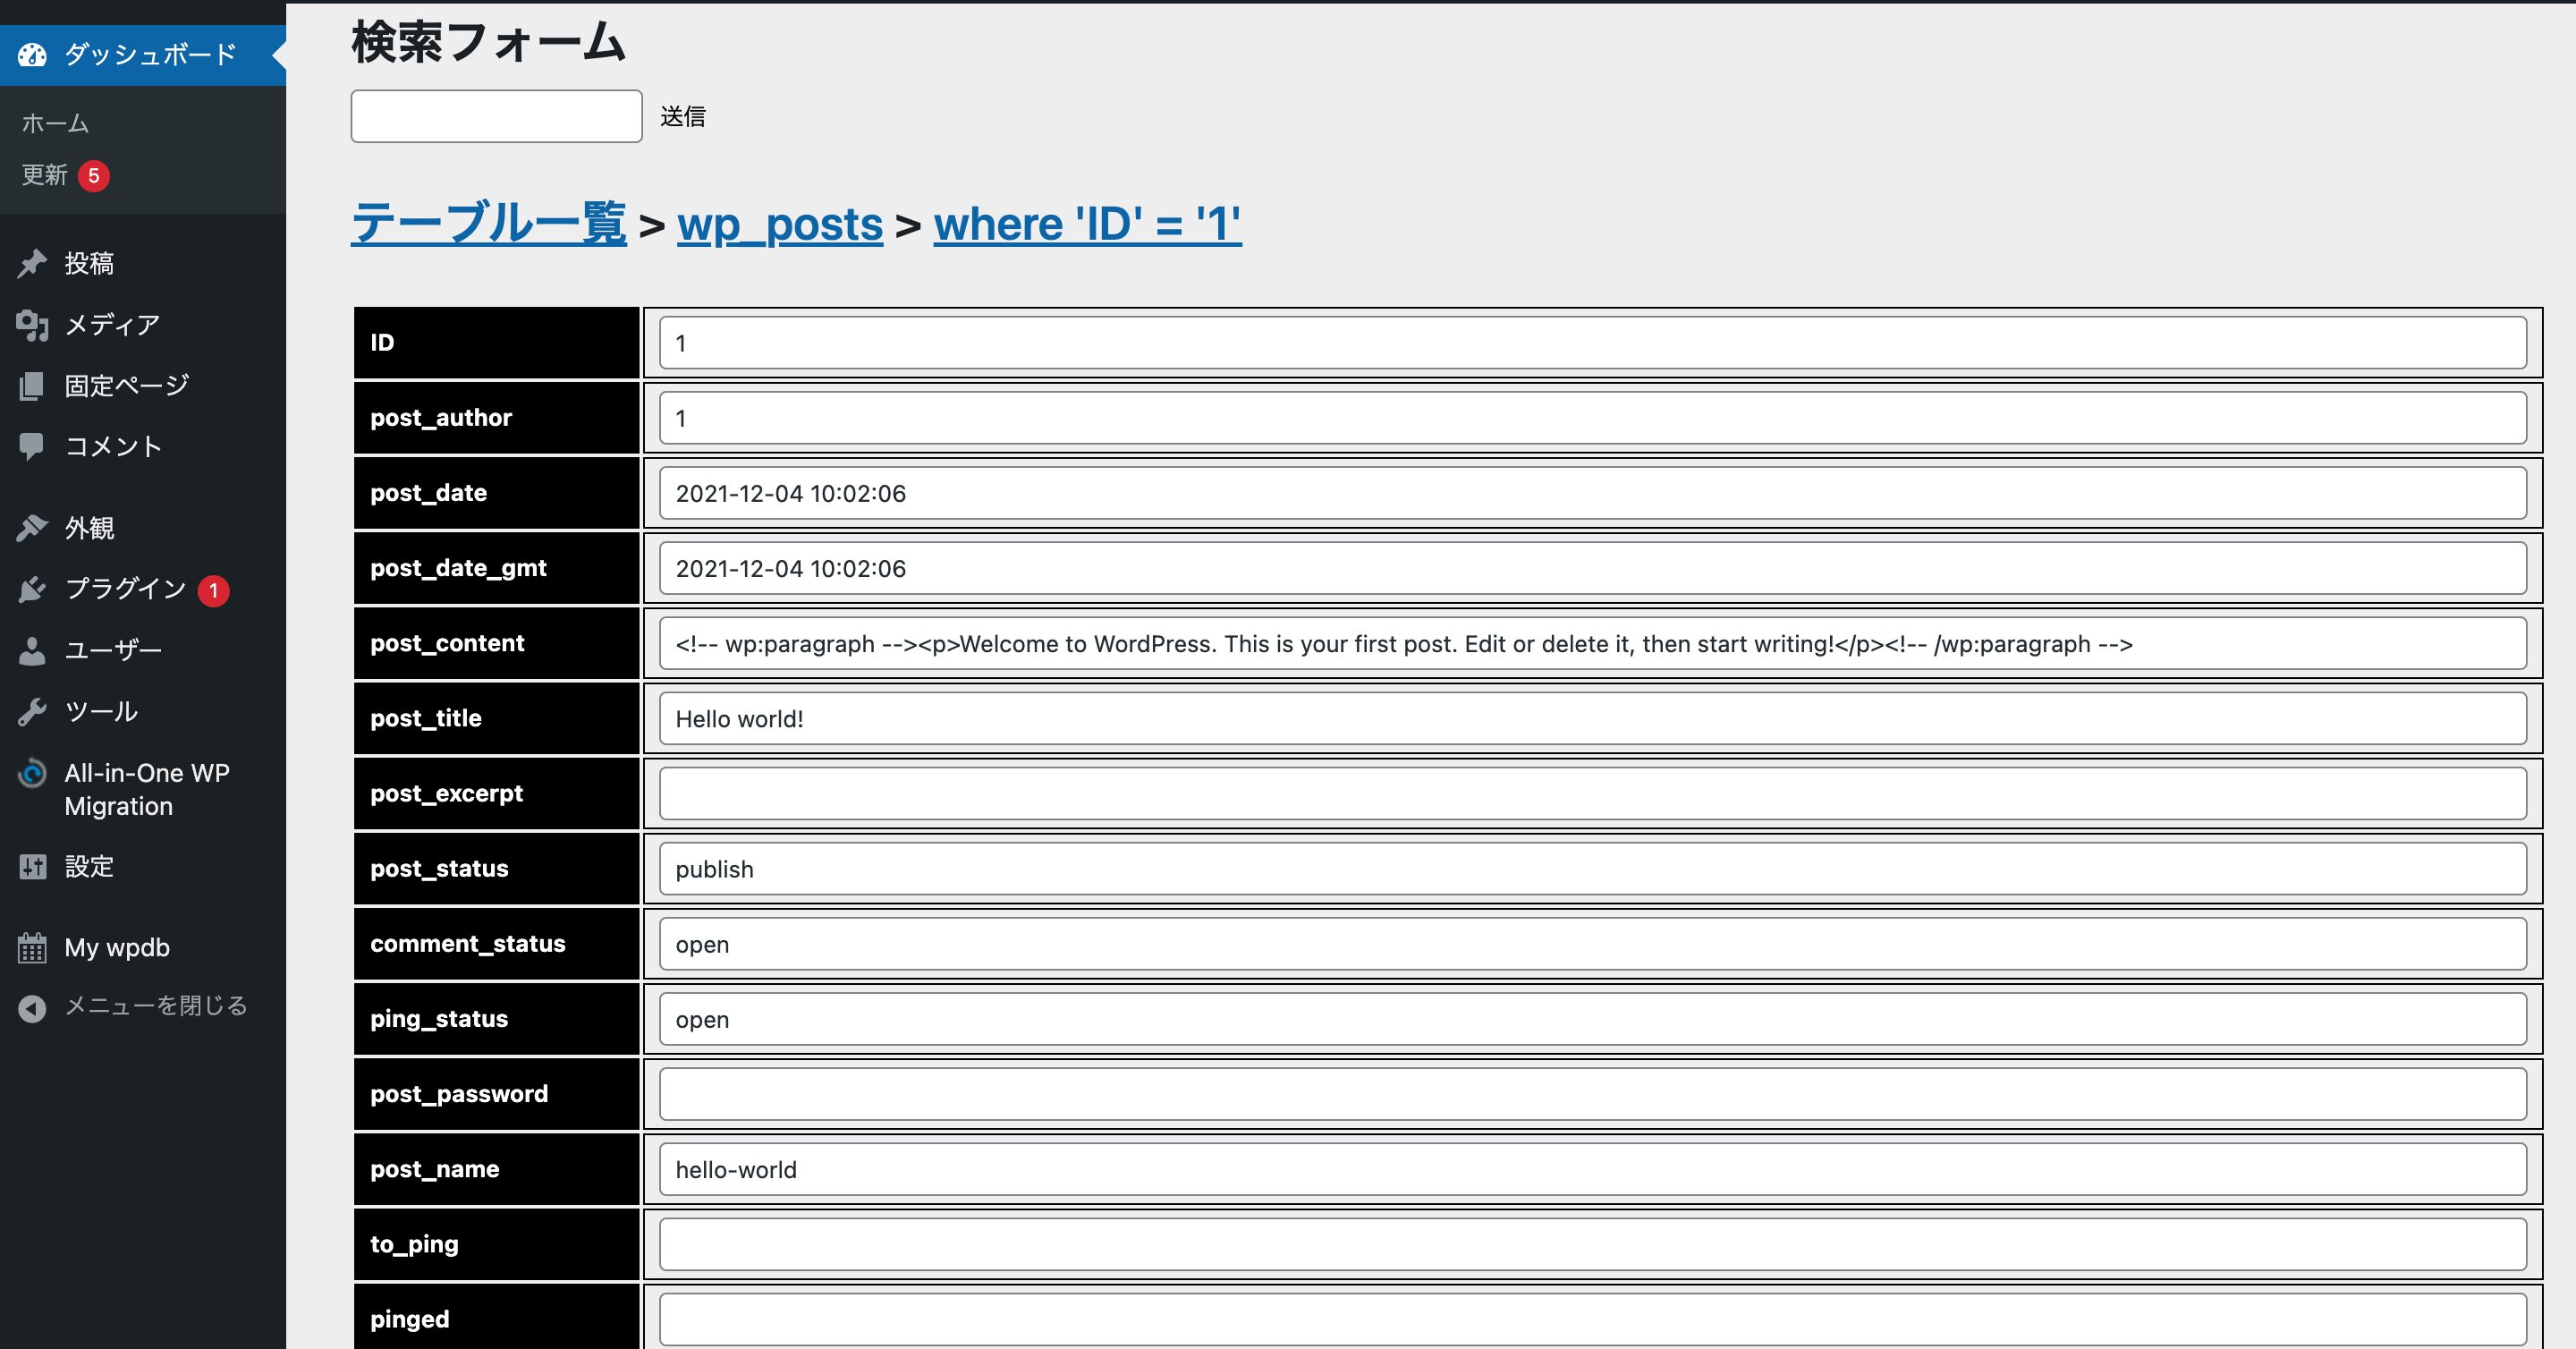 ダッシュボード
ホーム
更新 5
投稿
メディア
固定ページ
コメント
外観
プラグイン 1
ユーザー
ツール
All-in-One WP
Migration
設定
My wpdb
メニューを閉じる
検索フォーム
送信
テーブル一覧 > wp_posts > where 'ID' = '1'
ID 1
post_author 1
post_date 2021-12-04 10:02:06
post_date_gmt 2021-12-04 10:02:06
post_content <!-- wp:paragraph --><p>Welcome to WordPress. This is your first post. Edit or delete it, then start writing!</p><!-- /wp:paragraph -->
post_title Hello world!
post_excerpt
post_status publish
comment_status open
ping_status open
post_password
post_name hello-world
to_ping
pinged